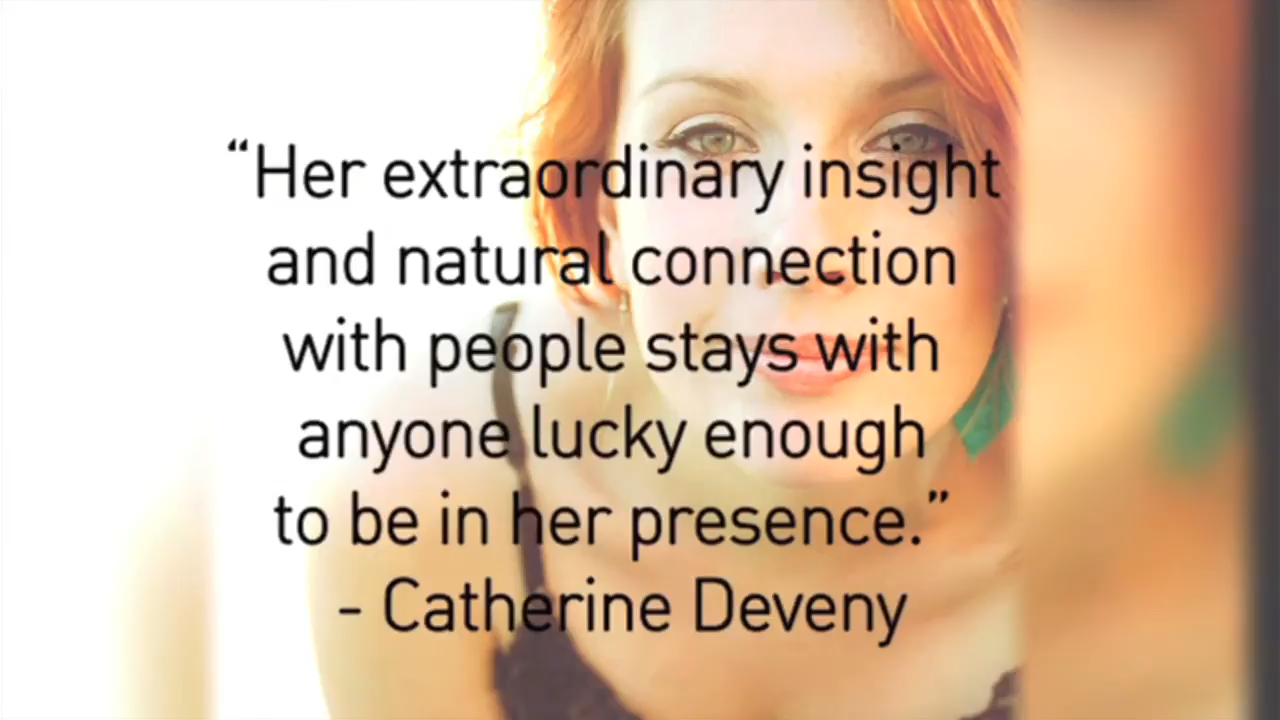 “Her extraordinary insight
and natural connection
with people stays with
anyone lucky enough
to be in her presence.”
- Catherine Deveny